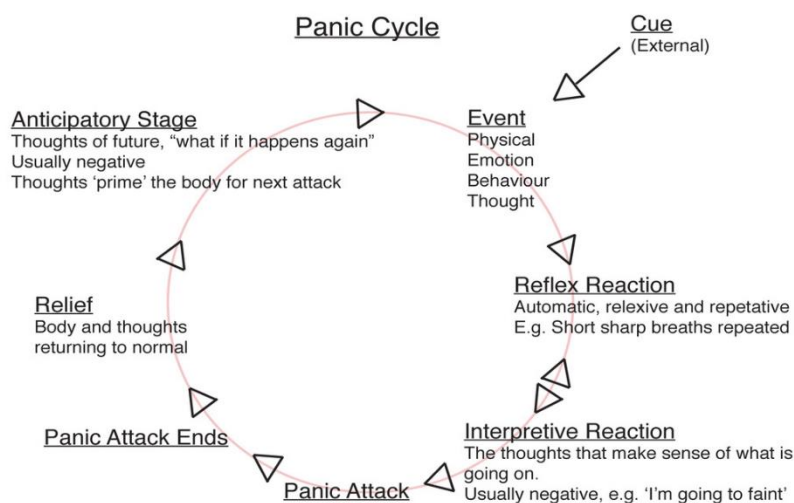 Panic Cycle
Cue
(External)
Event
Physical
Emotion
Behaviour
Thought
Reflex Reaction
Automatic, relexive and repetative
E.g. Short sharp breaths repeated
Interpretive Reaction
The thoughts that make sense of what is
going on.
Usually negative, e.g. ‘I’m going to faint’
Panic Attack
Panic Attack Ends
Relief
Body and thoughts
returning to normal
Anticipatory Stage
Thoughts of future, “what if it happens again”
Usually negative
Thoughts ‘prime’ the body for next attack